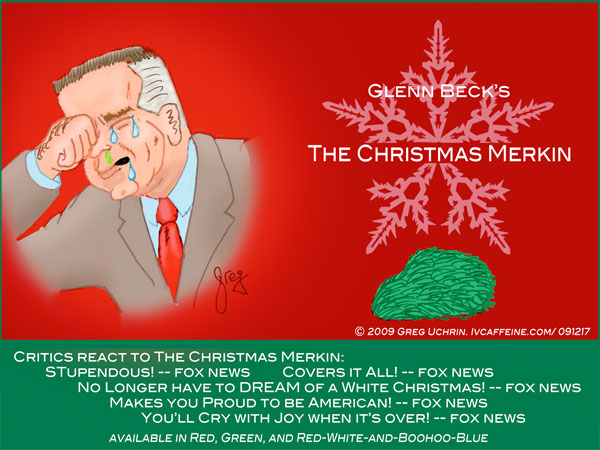 Glenn Beck's
The Christmas Merkin
Greg
© 2009 Greg Uchrin. Ivcaffeine.com/ 091217
Critics react to The Christmas Merkin:
STupendous! -- fox news Covers it All! -- fox news
No Longer have to DREAM of a White Christmas! -- fox news
Makes you Proud to be American! -- fox news
You'll Cry with Joy when it's over! -- fox news
available in Red, Green, and Red-White-and-Boohoo-Blue